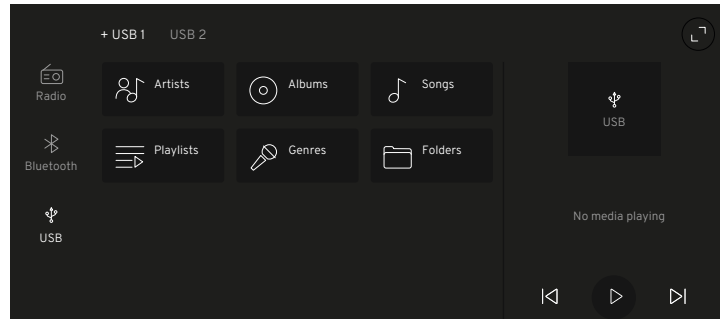 + USB 1
USB 2
Radio
Bluetooth
USB
Artists
Albums
Songs
Playlists
Genres
Folders
USB
No media playing